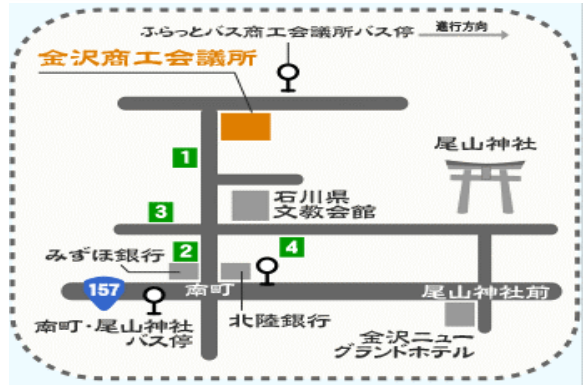 ふらっとバス商工会議所バス停
進行方向
金沢商工会議所
1
尾山神社
石川県
文教会館
3
みずほ銀行
2
4
157
南町
尾山神社前
南町・尾山神社
バス停
北陸銀行
金沢ニュー
グランドホテル